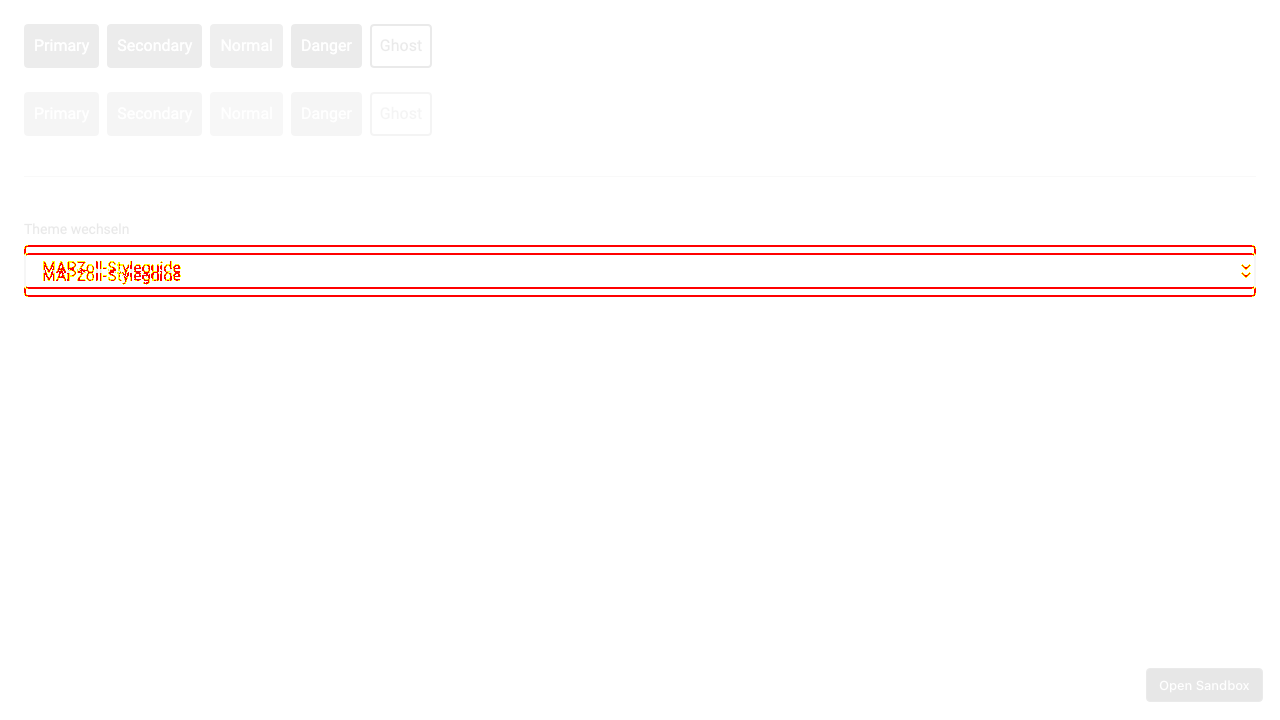 Primary Secondary Normal Danger Ghost
Primary Secondary Normal Danger Ghost
Theme wechseln
MAPZoll-Styleguide
MAPZoll-Styleguide
Open Sandbox